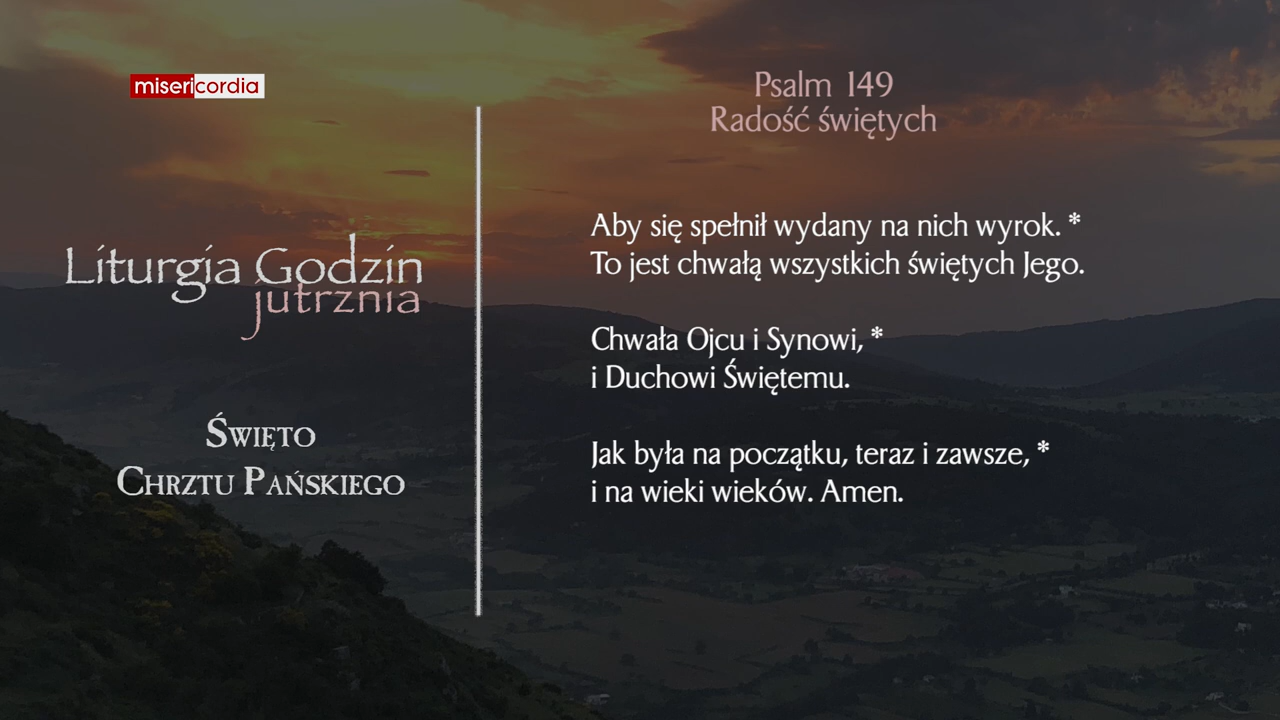 misericordia
Liturgia Godzin
jutrznia
Święto
Chrztu Pańskiego
Psalm 149
Radość świętych
Aby się spełnił wydany na nich wyrok. *
To jest chwałą wszystkich świętych Jego.
Chwała Ojcu i Synowi, *
i Duchowi Świętemu.
Jak była na początku, teraz i zawsze, *
i na wieki wieków. Amen.